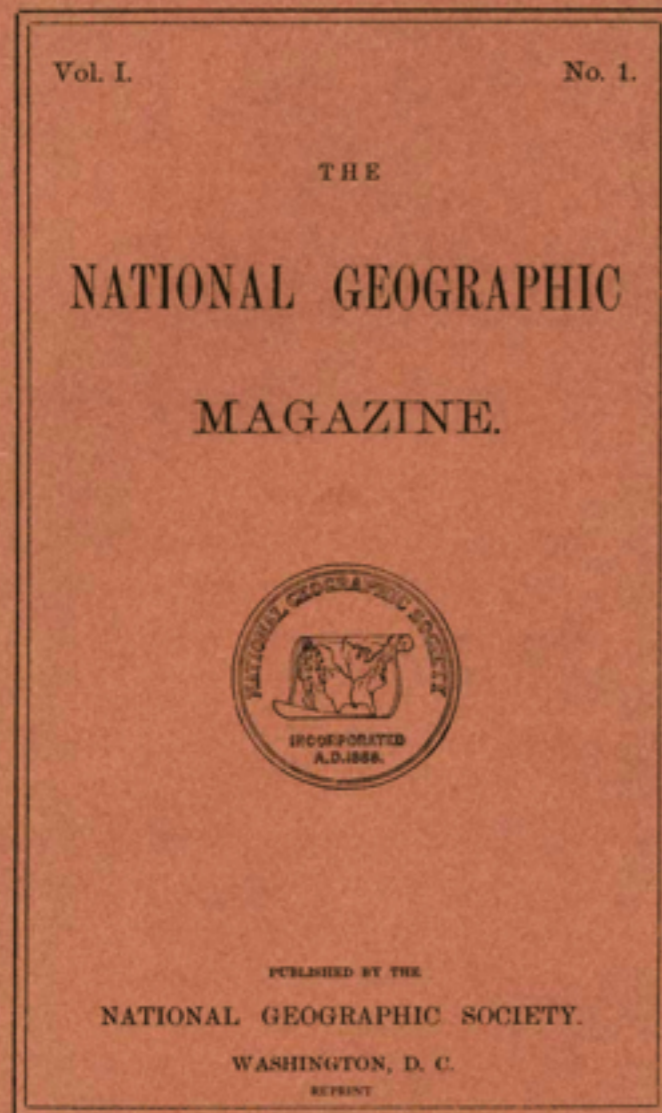 Vol. I. No. 1.
THE
NATIONAL GEOGRAPHIC
MAGAZINE.
NATIONAL GEOGRAPHIC SOCIETY
INCORPORATED
A.D. 1888.
PUBLISHED BY THE
NATIONAL GEOGRAPHIC SOCIETY.
WASHINGTON, D. C.
REPRINT